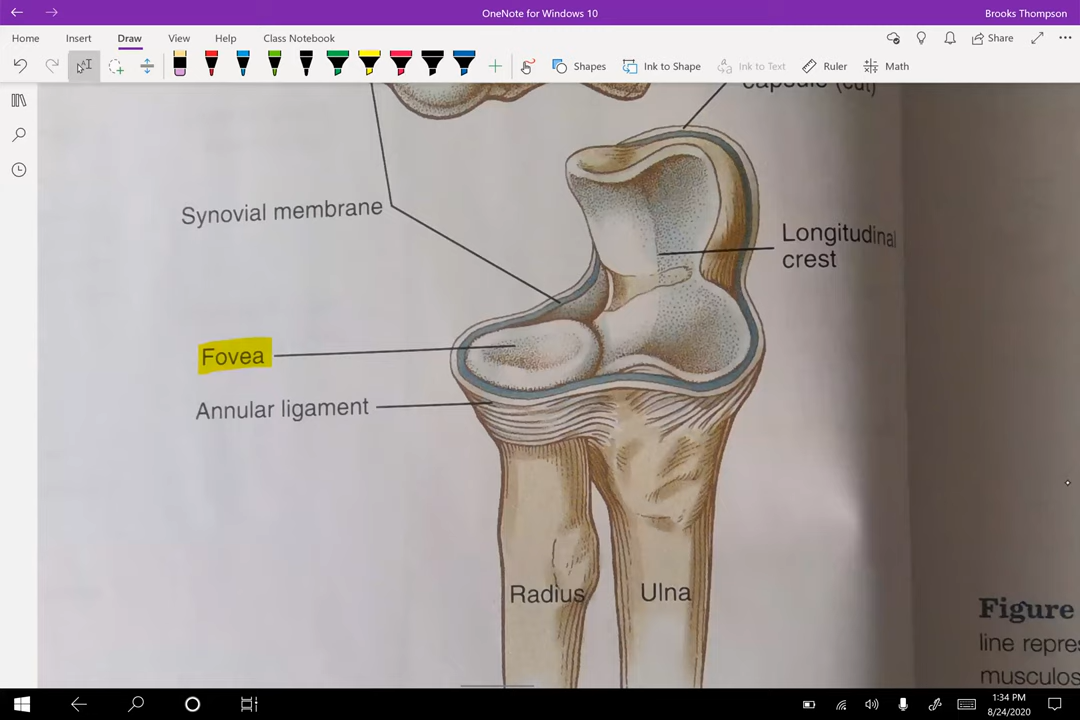 OneNote for Windows 10
Brooks Thompson
Home Insert Draw View Help Class Notebook
Share
Shapes Ink to Shape Ink to Text Ruler Math
capsule (cut)
Synovial membrane
Longitudinal
crest
Fovea
Annular ligament
Radius Ulna
Figure
line repres
musculos
1:34 PM
8/24/2020